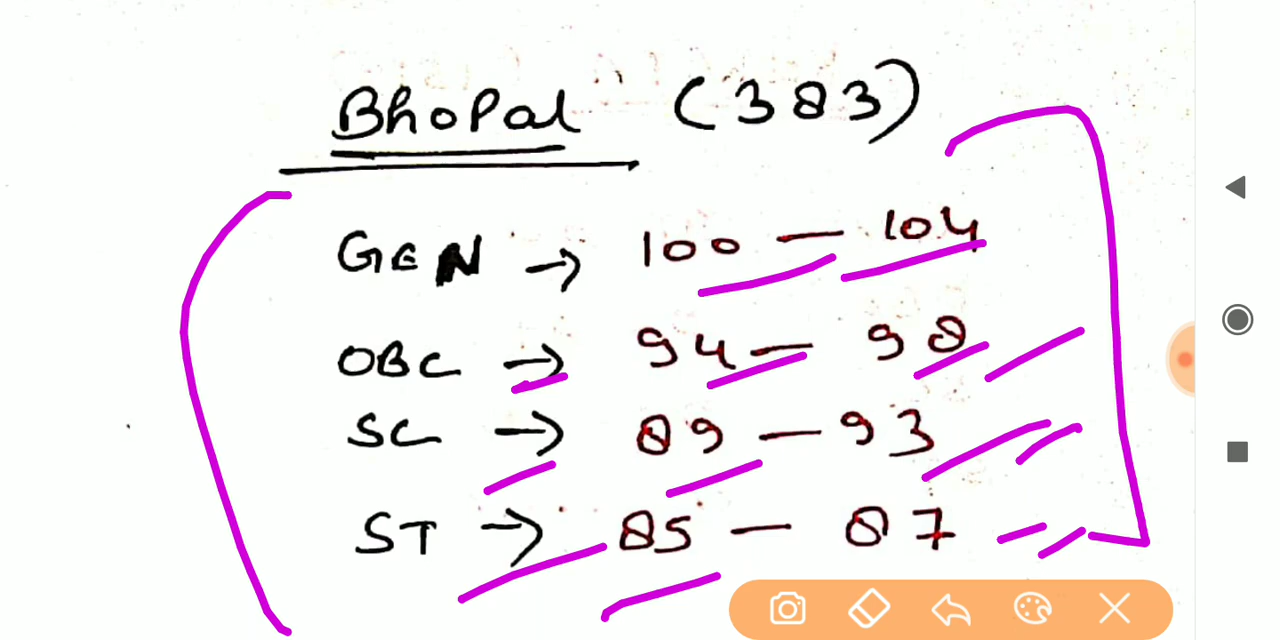 BhoPal (383)
GEN → 100 — 104
OBC → 94 — 98
SC → 89 — 93
ST → 85 — 87